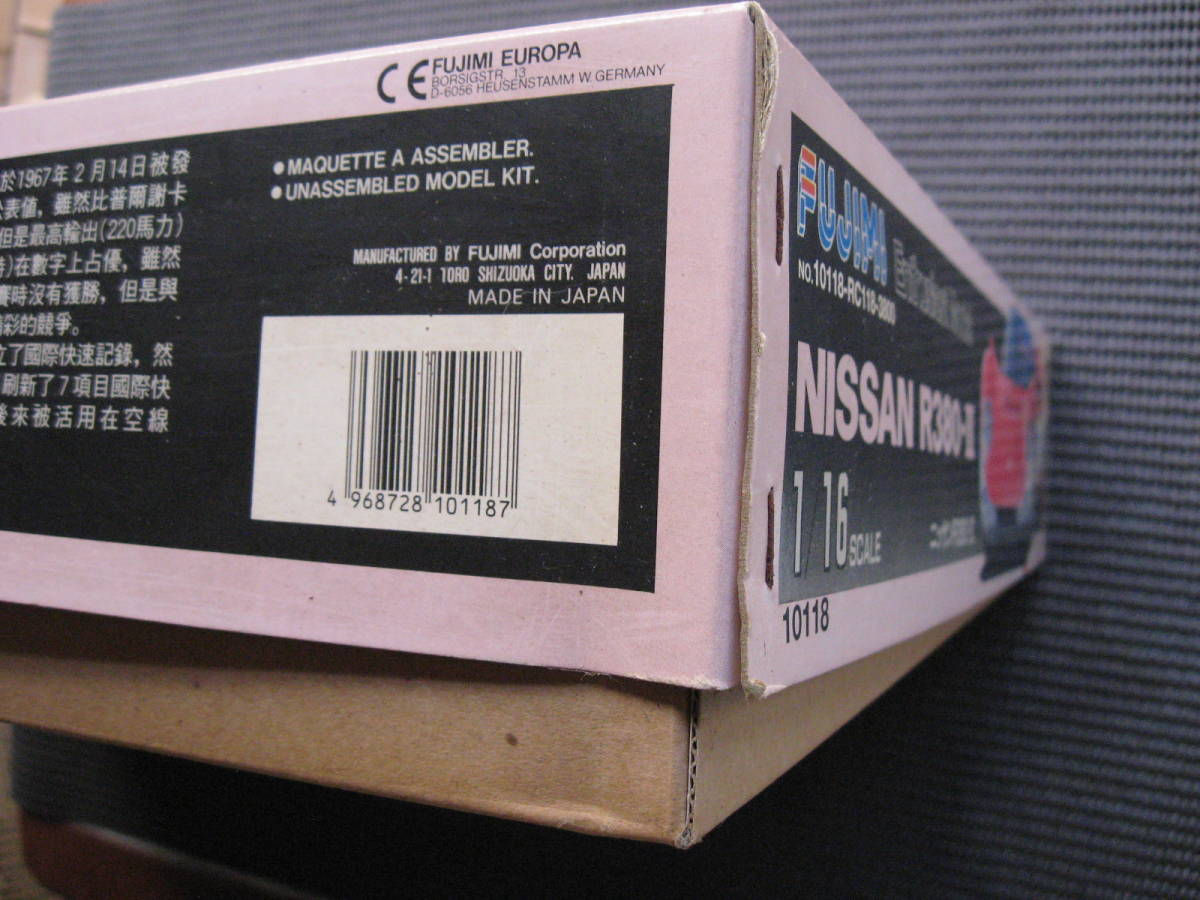 CE FUJIMI EUROPA
BORSIGSTR. 13
D-6056 HEUSENSTAMM W. GERMANY
於1967年2月14日被發
表値，雖然比普爾謝卡
但是最高輸出(220馬力)
)在數字上占優，雖然
賽時沒有獲勝，但是與
精彩的競爭。
立了國際快速記錄，然
刷新了7項目國際快
後來被活用在空線
•MAQUETTE A ASSEMBLER.
•UNASSEMBLED MODEL KIT.
MANUFACTURED BY FUJIMI Corporation
4-21-1 TORO SHIZUOKA CITY, JAPAN
MADE IN JAPAN
4 968728 101187
FUJIMI
NO.10118-RC118-3800
NISSAN R380-II
1/16 SCALE
10118